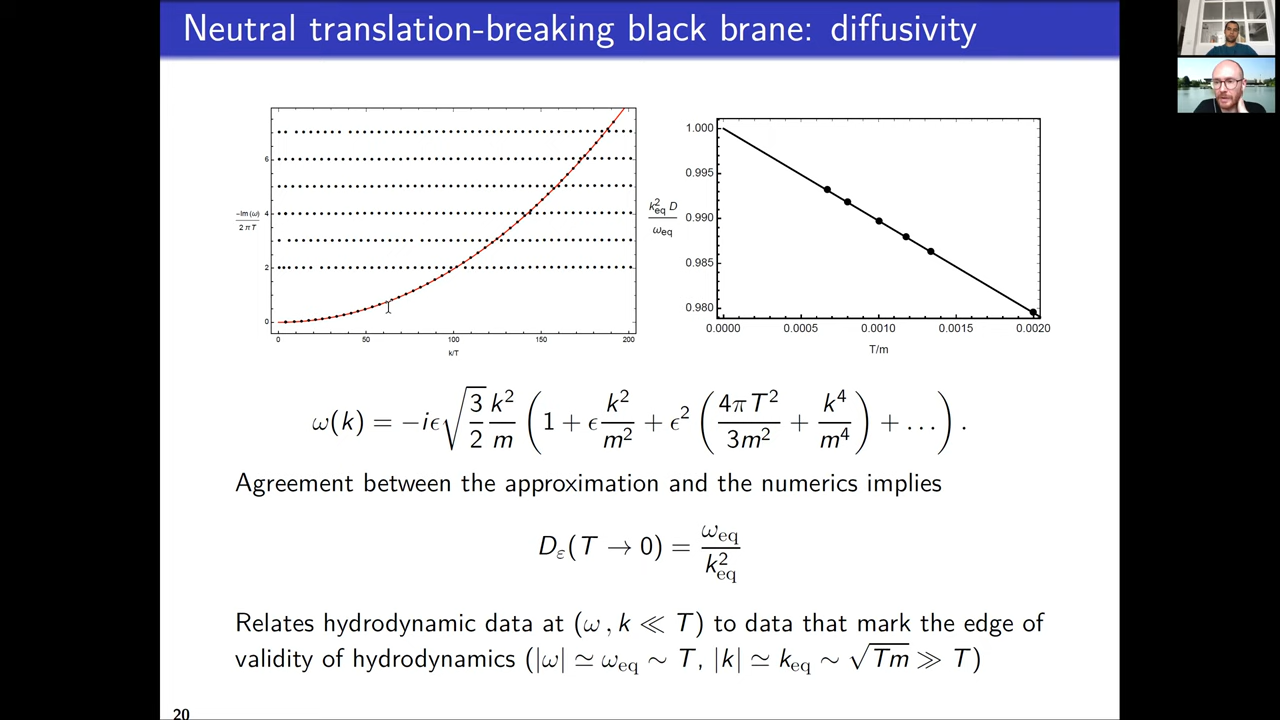 Neutral translation-breaking black brane: diffusivity
-Im(ω)
2 π T
0
2
4
6
0 50 100 150 200
k/T
k²eq D
ωeq
1.000
0.995
0.990
0.985
0.980
0.0000 0.0005 0.0010 0.0015 0.0020
T/m
ω(k) = −iϵ√(3/2) k²/m (1 + ϵ k²/m² + ϵ² (4πT²/3m² + k⁴/m⁴) + …) .
Agreement between the approximation and the numerics implies
Dε(T → 0) = ωeq/k²eq
Relates hydrodynamic data at (ω , k ≪ T) to data that mark the edge of
validity of hydrodynamics (|ω| ≃ ωeq ∼ T, |k| ≃ keq ∼ √Tm ≫ T)
20